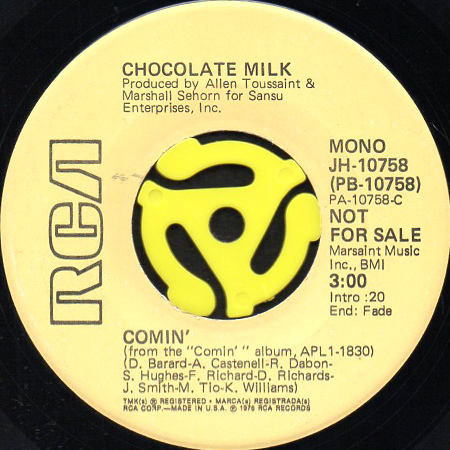 CHOCOLATE MILK
Produced by Allen Toussaint &
Marshall Sehorn for Sansu
Enterprises, Inc.
RCA
MONO
JH-10758
(PB-10758)
PA-10758-C
NOT
FOR SALE
Marsaint Music
Inc., BMI
3:00
Intro :20
End: Fade
COMIN'
(from the "Comin' " album, APL1-1830)
(D. Barard-A. Castenell-R. Dabon-
S. Hughes-F. Richard-D. Richards-
J. Smith-M. Tio-K. Williams)
TMK(s) ® REGISTERED • MARCA(s) REGISTRADA(s)
RCA CORP.—MADE IN U.S.A. ℗ 1976 RCA RECORDS